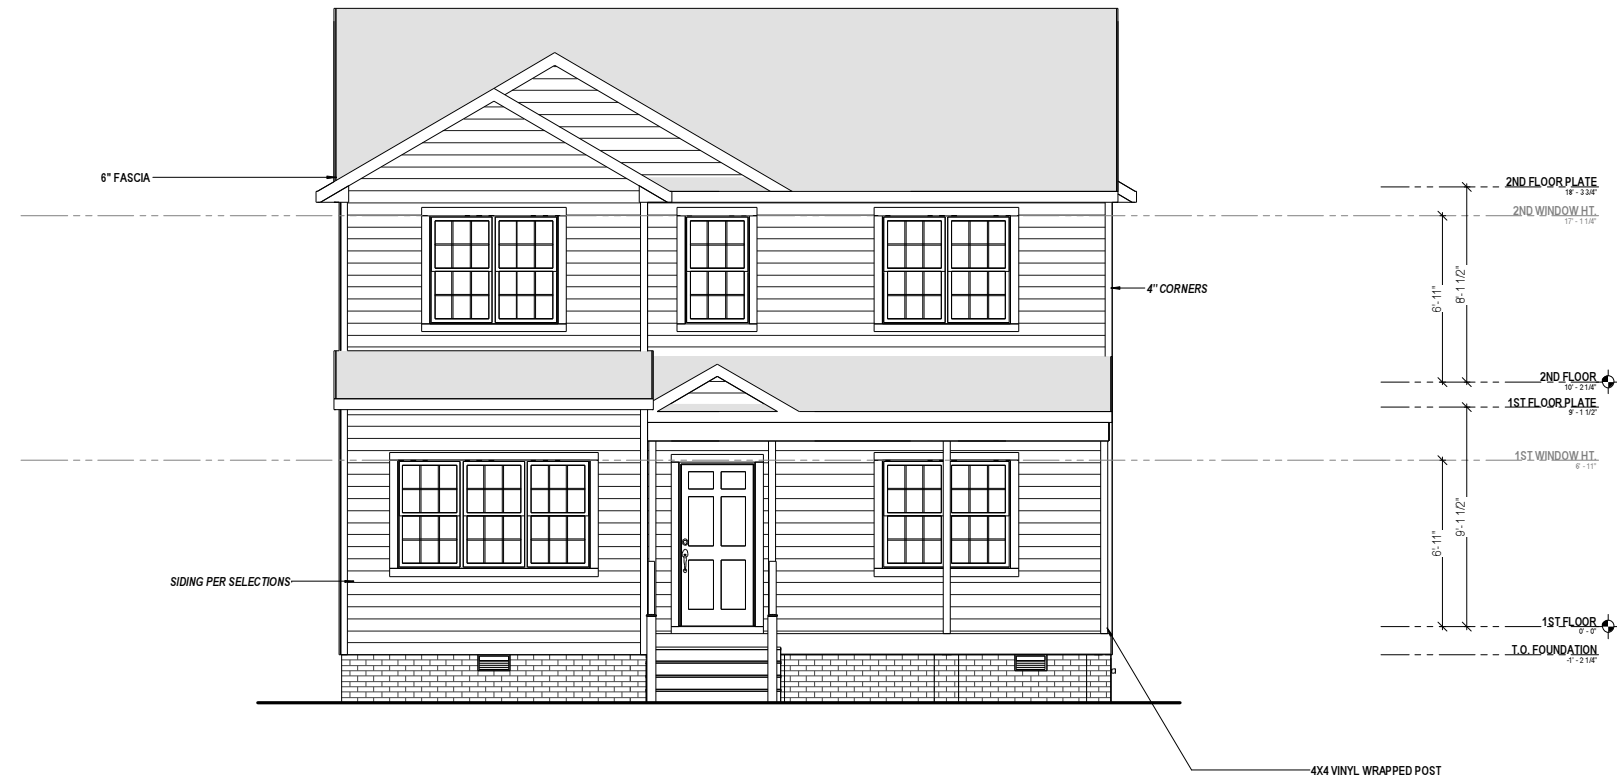 6" FASCIA
2ND FLOOR PLATE
18' - 3 3/4"
2ND WINDOW HT.
17' - 1 1/4"
4" CORNERS
6'-11"
8'-1 1/2"
2ND FLOOR
10' - 2 1/4"
1ST FLOOR PLATE
9' - 1 1/2"
1ST WINDOW HT.
6' - 11"
6'-11"
9'-1 1/2"
SIDING PER SELECTIONS
1ST FLOOR
0' - 0"
T.O. FOUNDATION
-1' - 2 1/4"
4X4 VINYL WRAPPED POST